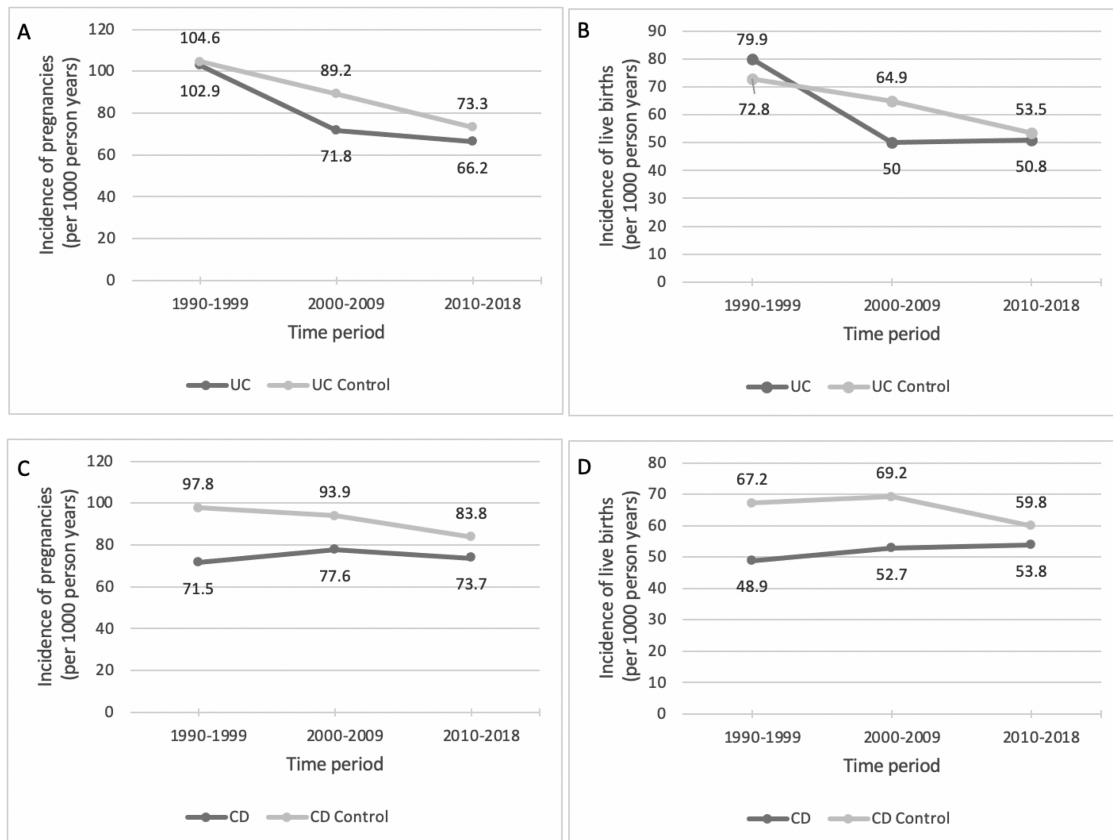 A
Incidence of pregnancies
(per 1000 person years)
120
100
80
60
40
20
0
104.6
89.2
73.3
102.9
71.8
66.2
1990-1999 2000-2009 2010-2018
Time period
UC UC Control
B
Incidence of live births
(per 1000 person years)
90
80
70
60
50
40
30
20
10
0
79.9
64.9
53.5
72.8
50
50.8
1990-1999 2000-2009 2010-2018
Time period
UC UC Control
C
Incidence of pregnancies
(per 1000 person years)
120
100
80
60
40
20
0
97.8
93.9
83.8
71.5
77.6
73.7
1990-1999 2000-2009 2010-2018
Time period
CD CD Control
D
Incidence of live births
(per 1000 person years)
80
70
60
50
40
30
20
10
0
67.2
69.2
59.8
48.9
52.7
53.8
1990-1999 2000-2009 2010-2018
Time period
CD CD Control